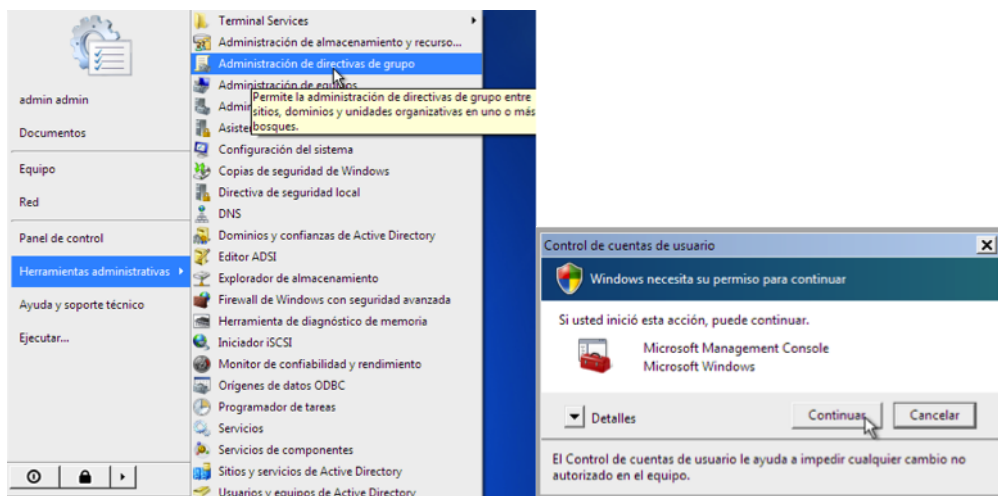 admin admin
Documentos
Equipo
Red
Panel de control
Herramientas administrativas
Ayuda y soporte técnico
Ejecutar...
Terminal Services
Administración de almacenamiento y recurso...
Administración de directivas de grupo
Administración de equipos
Admin
Permite la administración de directivas de grupo entre
sitios, dominios y unidades organizativas en uno o más
bosques.
Asiste
Configuración del sistema
Copias de seguridad de Windows
Directiva de seguridad local
DNS
Dominios y confianzas de Active Directory
Editor ADSI
Explorador de almacenamiento
Firewall de Windows con seguridad avanzada
Herramienta de diagnóstico de memoria
Iniciador iSCSI
Monitor de confiabilidad y rendimiento
Orígenes de datos ODBC
Programador de tareas
Servicios
Servicios de componentes
Sitios y servicios de Active Directory
Usuarios y equipos de Active Directory
Control de cuentas de usuario
Windows necesita su permiso para continuar
Si usted inició esta acción, puede continuar.
Microsoft Management Console
Microsoft Windows
Detalles
Continuar
Cancelar
El Control de cuentas de usuario le ayuda a impedir cualquier cambio no
autorizado en el equipo.